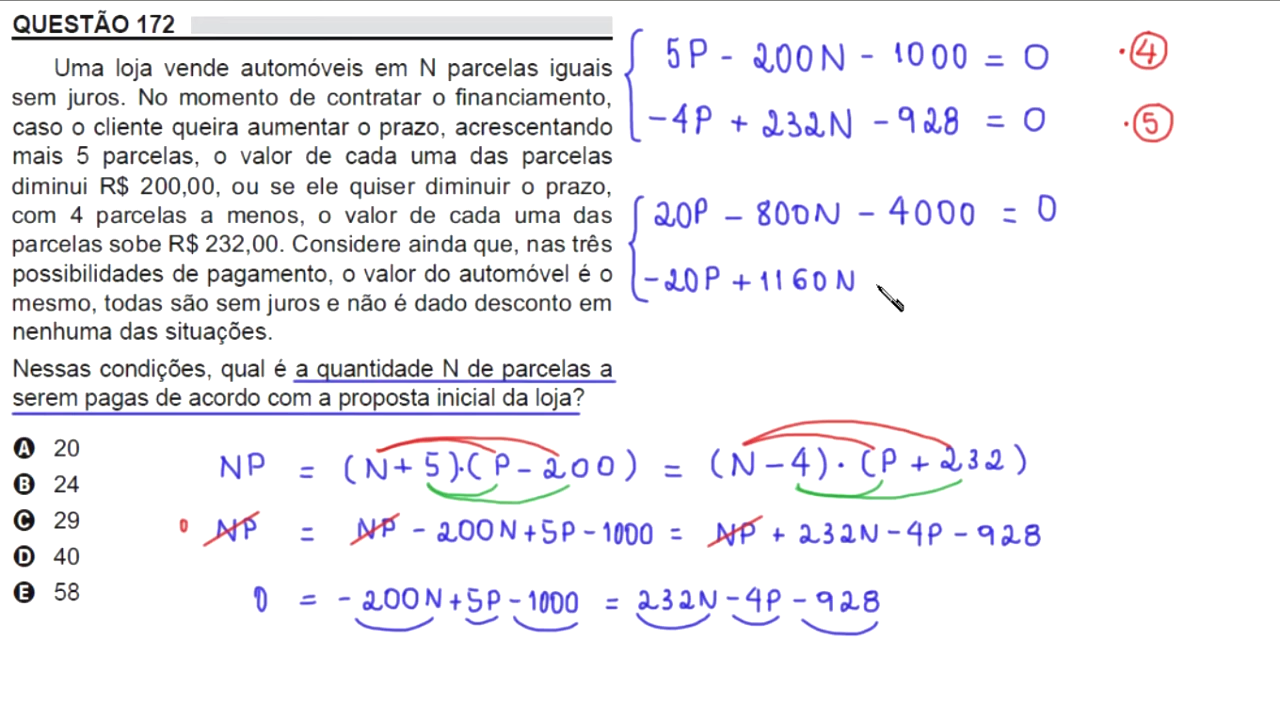 QUESTÃO 172
Uma loja vende automóveis em N parcelas iguais
sem juros. No momento de contratar o financiamento,
caso o cliente queira aumentar o prazo, acrescentando
mais 5 parcelas, o valor de cada uma das parcelas
diminui R$ 200,00, ou se ele quiser diminuir o prazo,
com 4 parcelas a menos, o valor de cada uma das
parcelas sobe R$ 232,00. Considere ainda que, nas três
possibilidades de pagamento, o valor do automóvel é o
mesmo, todas são sem juros e não é dado desconto em
nenhuma das situações.
Nessas condições, qual é a quantidade N de parcelas a
serem pagas de acordo com a proposta inicial da loja?
A 20
B 24
C 29
D 40
E 58
5P - 200N - 1000 = 0 ·4
-4P + 232N - 928 = 0 ·5
20P - 800N - 4000 = 0
-20P + 1160N
NP = (N+5)·(P-200) = (N-4)·(P+232)
0 NP = NP - 200N + 5P - 1000 = NP + 232N - 4P - 928
0 = -200N + 5P - 1000 = 232N - 4P - 928